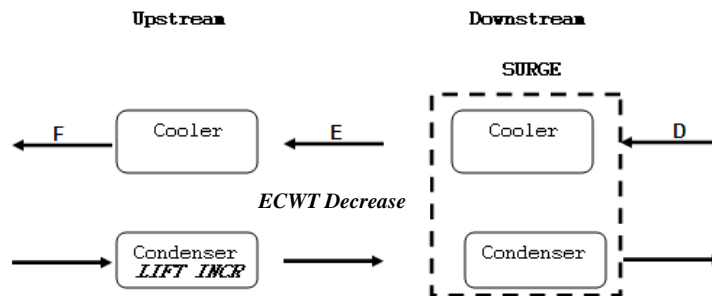 Upstream
Downstream
SURGE
F
Cooler
E
Cooler
D
ECWT Decrease
Condenser
LIFT INCR
Condenser